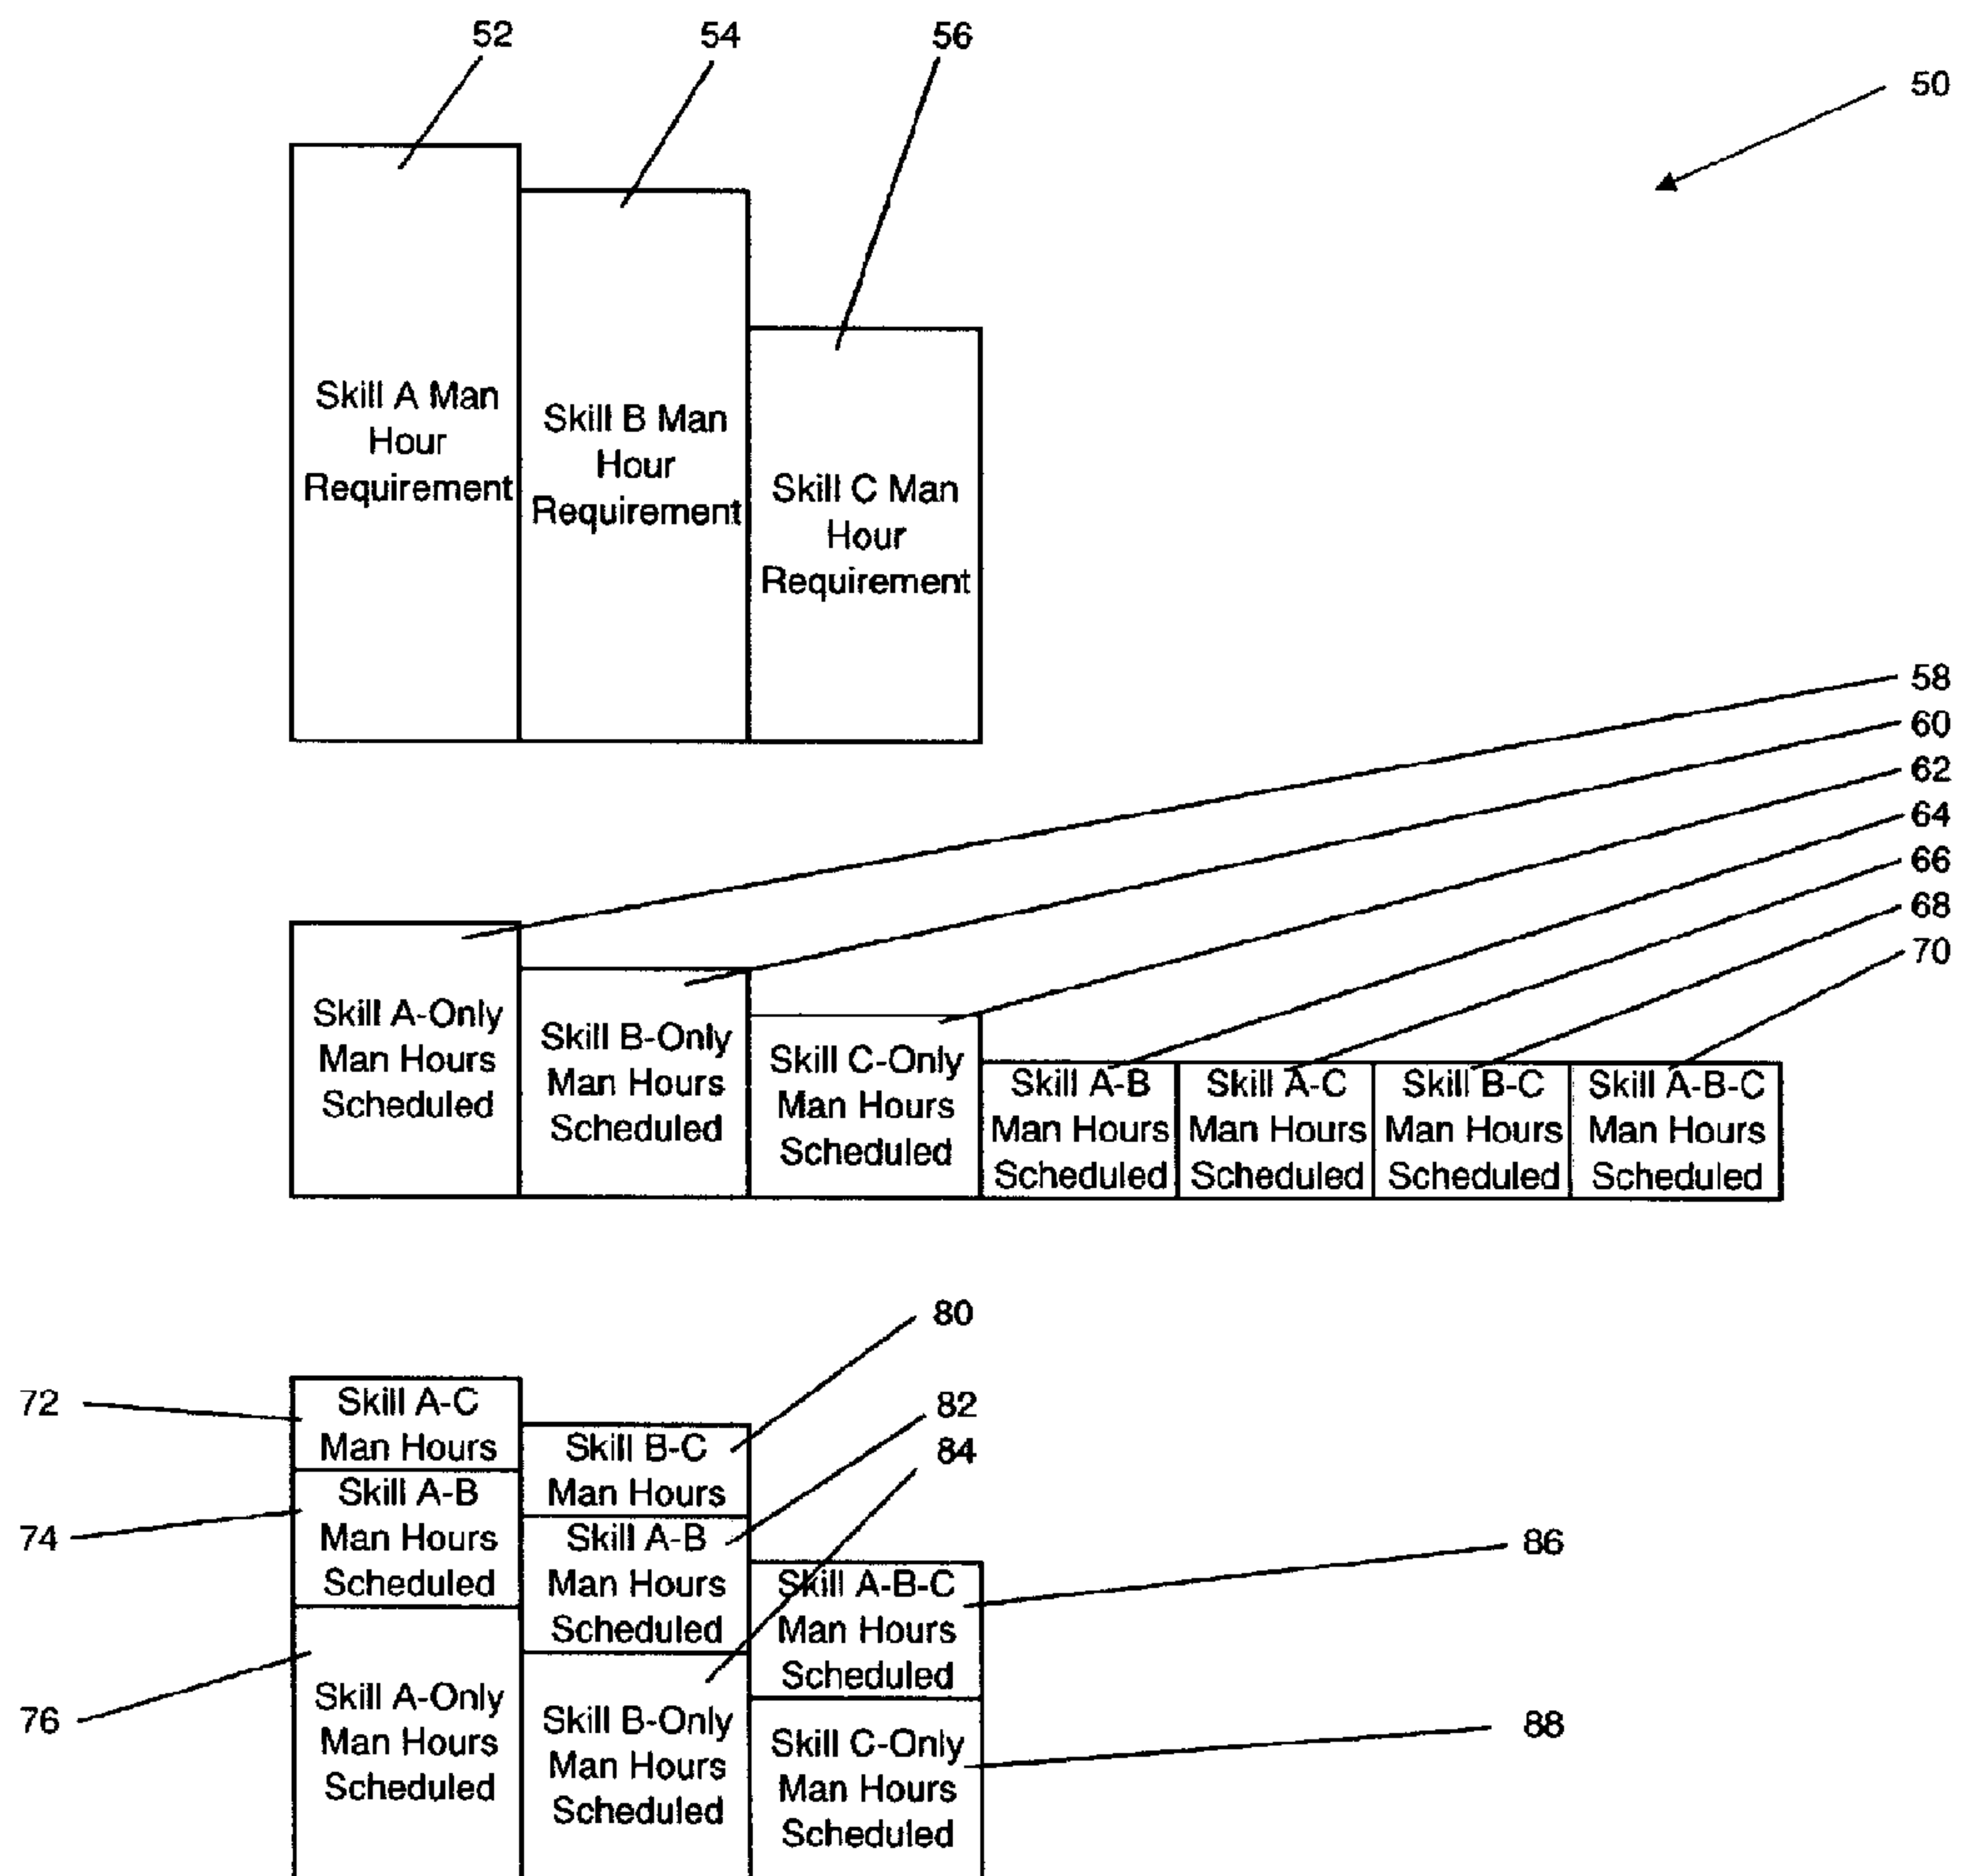 52
54
56
50
Skill A Man
Hour
Requirement
Skill B Man
Hour
Requirement
Skill C Man
Hour
Requirement
58
60
62
64
66
68
70
Skill A-Only
Man Hours
Scheduled
Skill B-Only
Man Hours
Scheduled
Skill C-Only
Man Hours
Scheduled
Skill A-B
Man Hours
Scheduled
Skill A-C
Man Hours
Scheduled
Skill B-C
Man Hours
Scheduled
Skill A-B-C
Man Hours
Scheduled
80
82
84
72
Skill A-C
Man Hours
74
Skill A-B
Man Hours
Scheduled
76
Skill A-Only
Man Hours
Scheduled
Skill B-C
Man Hours
Skill A-B
Man Hours
Scheduled
Skill B-Only
Man Hours
Scheduled
Skill A-B-C
Man Hours
Scheduled
86
Skill C-Only
Man Hours
Scheduled
88